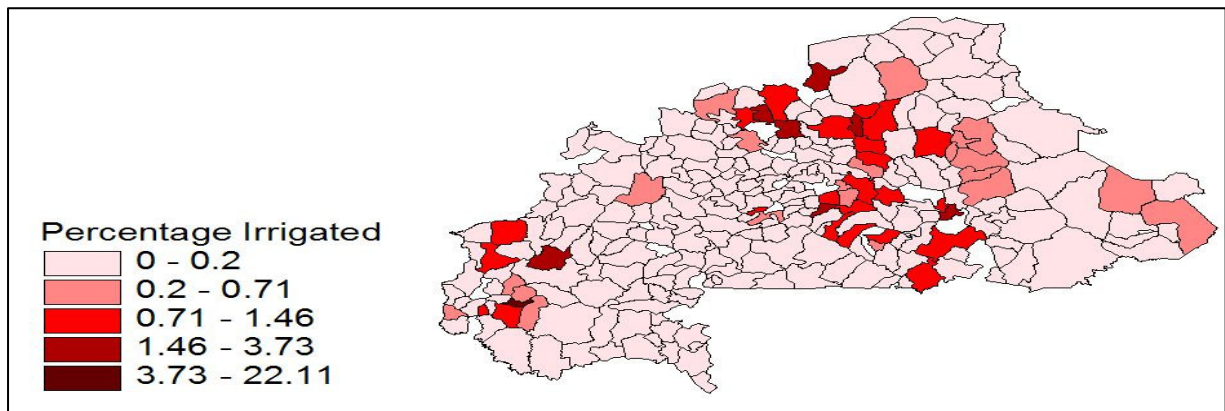 Percentage Irrigated
0 - 0.2
0.2 - 0.71
0.71 - 1.46
1.46 - 3.73
3.73 - 22.11